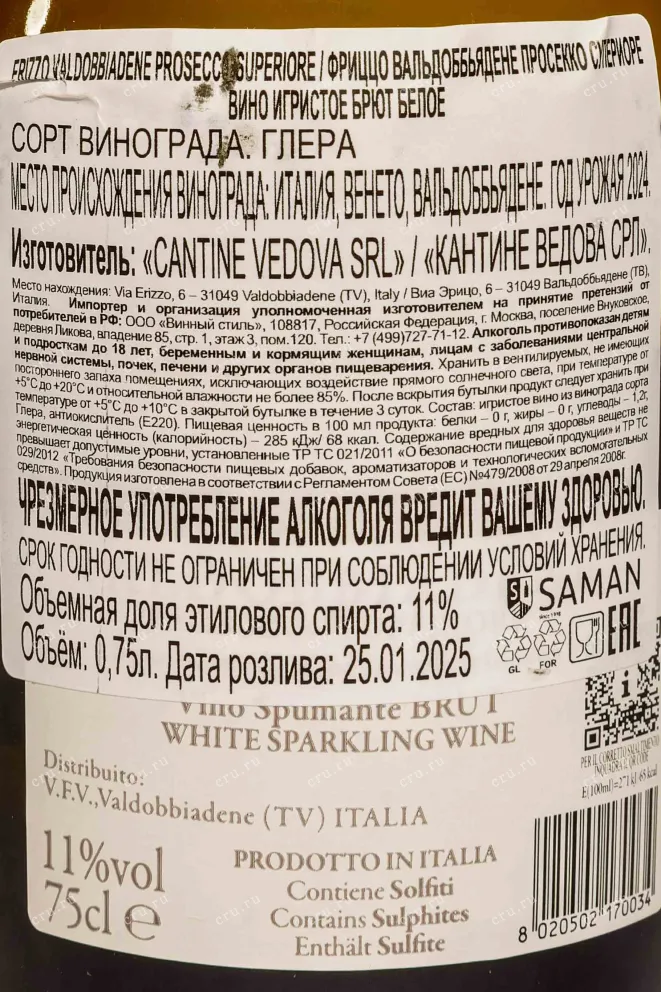 ERIZZO VALDOBBIADENE PROSECCO SUPERIORE / ФРИЦЦО ВАЛЬДОББЬЯДЕНЕ ПРОСЕККО СУПЕРИОРЕ
ВИНО ИГРИСТОЕ БРЮТ БЕЛОЕ
СОРТ ВИНОГРАДА: ГЛЕРА
МЕСТО ПРОИСХОЖДЕНИЯ ВИНОГРАДА: ИТАЛИЯ, ВЕНЕТО, ВАЛЬДОББЬЯДЕНЕ. ГОД УРОЖАЯ 2024.
Изготовитель: «CANTINE VEDOVA SRL» / «КАНТИНЕ ВЕДОВА СРЛ».
Место нахождения: Via Erizzo, 6 – 31049 Valdobbiadene (TV), Italy / Виа Эрицо, 6 – 31049 Вальдоббьядене (ТВ),
Италия. Импортер и организация уполномоченная изготовителем на принятие претензий от
потребителей в РФ: ООО «Винный стиль», 108817, Российская Федерация, г. Москва, поселение Внуковское,
деревня Ликова, владение 85, стр. 1, этаж 3, пом.120. Тел.: +7 (499)727-71-12. Алкоголь противопоказан детям
и подросткам до 18 лет, беременным и кормящим женщинам, лицам с заболеваниями центральной
нервной системы, почек, печени и других органов пищеварения. Хранить в вентилируемых, не имеющих
постороннего запаха помещениях, исключающих воздействие прямого солнечного света, при температуре от
+5°C до +20°C и относительной влажности не более 85%. После вскрытия бутылки продукт следует хранить при
температуре от +5°C до +10°C в закрытой бутылке в течение 3 суток. Состав: игристое вино из винограда сорта
Глера, антиокислитель (Е220). Пищевая ценность в 100 мл продукта: белки – 0 г, жиры – 0 г, углеводы – 1,2г,
энергетическая ценность (калорийность) – 285 кДж/ 68 ккал. Содержание вредных для здоровья веществ не
превышает допустимые уровни, установленные ТР ТС 021/2011 «О безопасности пищевой продукции» и ТР ТС
029/2012 «Требования безопасности пищевых добавок, ароматизаторов и технологических вспомогательных
средств». Продукция изготовлена в соответствии с Регламентом Совета (ЕС) №479/2008 от 29 апреля 2008г.
ЧРЕЗМЕРНОЕ УПОТРЕБЛЕНИЕ АЛКОГОЛЯ ВРЕДИТ ВАШЕМУ ЗДОРОВЬЮ.
СРОК ГОДНОСТИ НЕ ОГРАНИЧЕН ПРИ СОБЛЮДЕНИИ УСЛОВИЙ ХРАНЕНИЯ.
Объемная доля этилового спирта: 11%
SAMAN
Объём: 0,75л. Дата розлива: 25.01.2025
GL FOR
EAC
Vino Spumante BRUT
WHITE SPARKLING WINE
PER IL CORRETTO SMALTIMENTO
INQUADRA IL QR CODE
E(100ml)=271 kJ/65 kcal
Distribuito:
V.F.V.,Valdobbiadene (TV) ITALIA
11%vol
75cl e
PRODOTTO IN ITALIA
Contiene Solfiti
Contains Sulphites
Enthält Sulfite
8 020502 170034